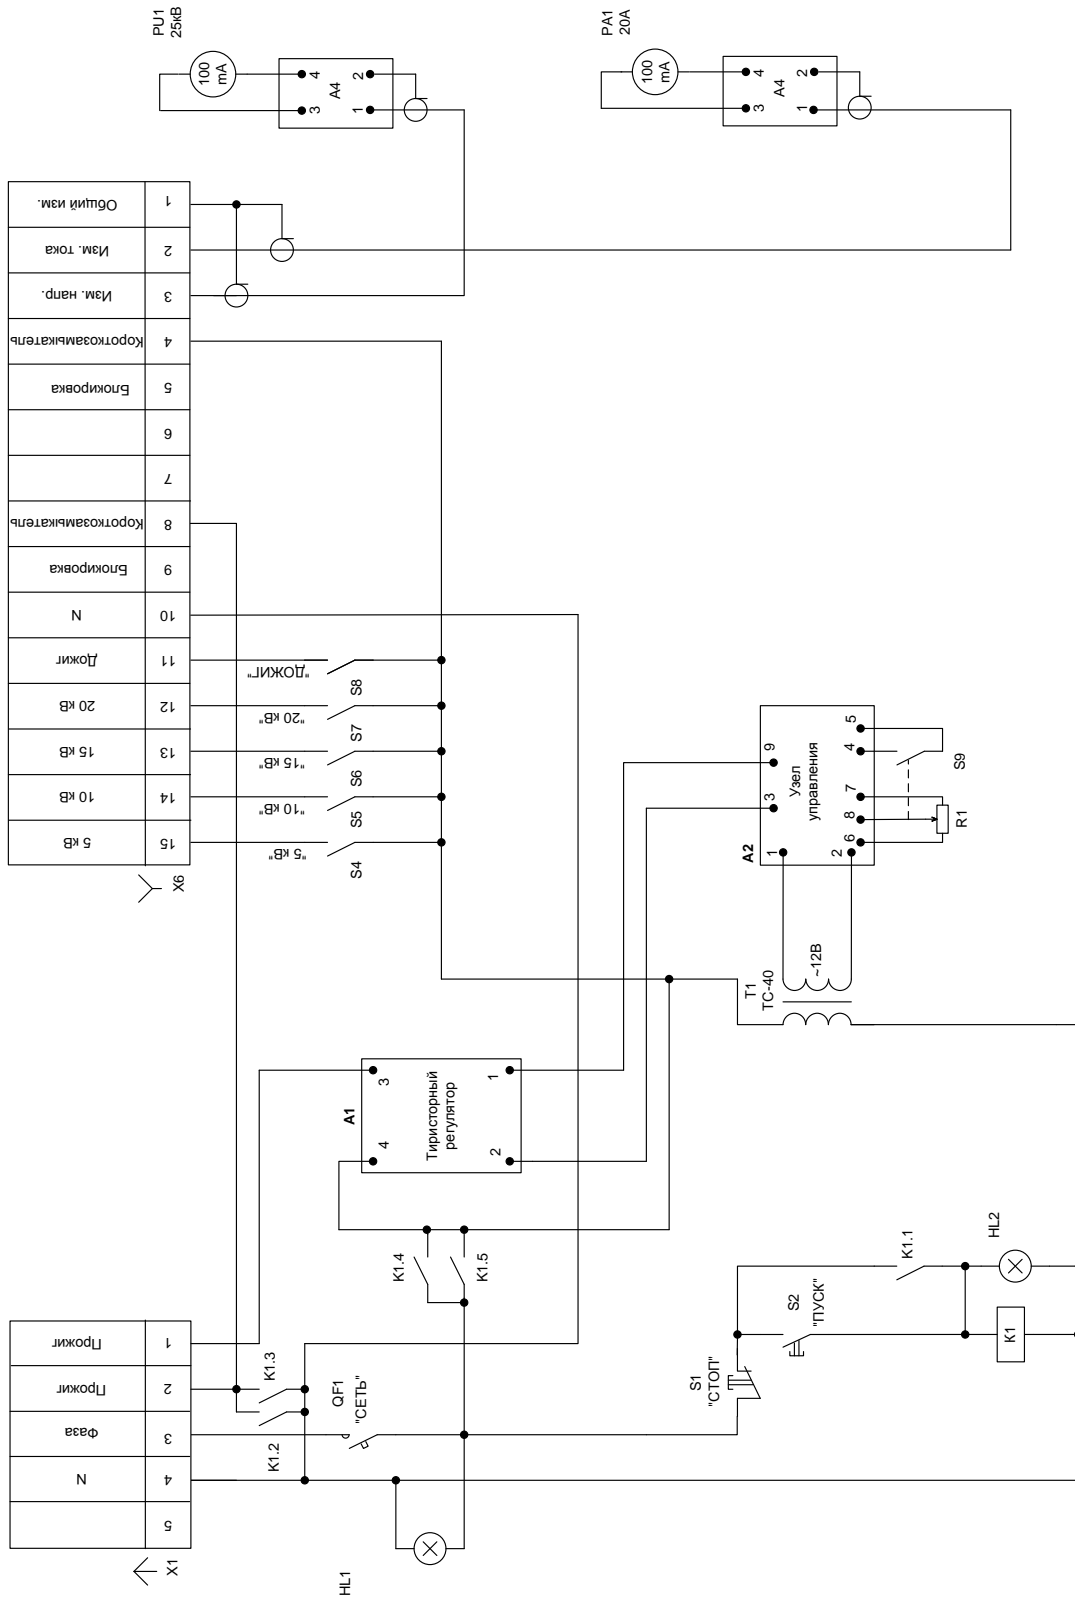 PU1
25кВ
100
mA
4
3
A4
2
1
PA1
20А
100
mA
4
3
A4
2
1
Общий изм.
1
Изм. тока
2
Изм. напр.
3
Короткозамыкатель
4
Блокировка
5
6
7
Короткозамыкатель
8
Блокировка
9
N
10
Дожиг
11
20 кВ
12
15 кВ
13
10 кВ
14
5 кВ
15
X6
"ДОЖИГ"
S8
"20 кВ"
S7
"15 кВ"
S6
"10 кВ"
S5
"5 кВ"
S4
A2
Узел
управления
9
3
1
2
5
4
7
8
6
S9
R1
T1
ТС-40
~12В
A1
Тиристорный
регулятор
3
4
1
2
K1.4
K1.5
Прожиг
1
Прожиг
2
Фаза
3
N
4
5
X1
K1.3
K1.2
QF1
"СЕТЬ"
HL1
S1
"СТОП"
S2
"ПУСК"
K1.1
HL2
K1